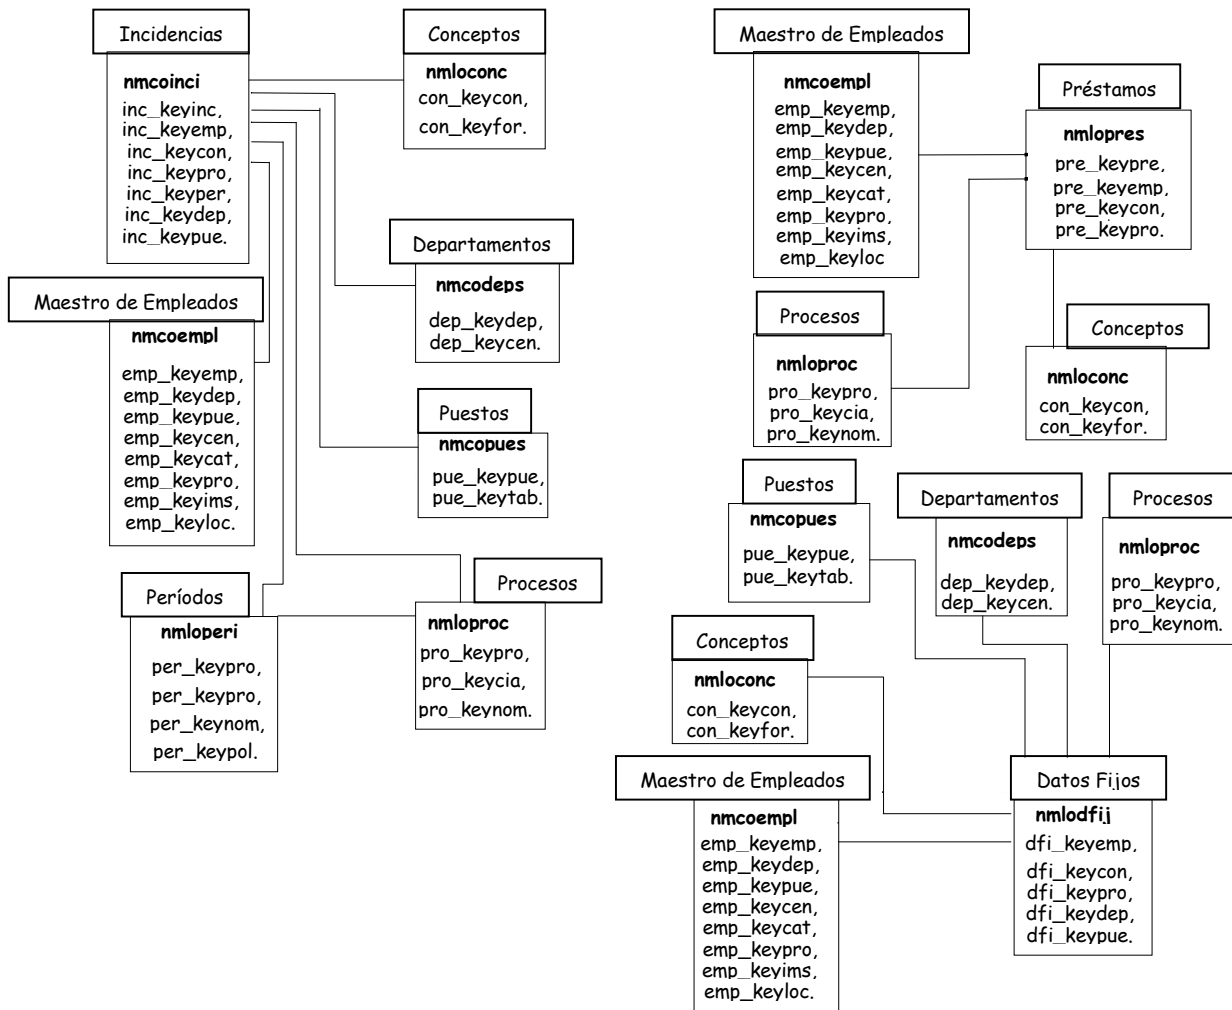 Incidencias
nmcoinci
inc_keyinc,
inc_keyemp,
inc_keycon,
inc_keypro,
inc_keyper,
inc_keydep,
inc_keypue.
Conceptos
nmloconc
con_keycon,
con_keyfor.
Departamentos
nmcodeps
dep_keydep,
dep_keycen.
Maestro de Empleados
nmcoempl
emp_keyemp,
emp_keydep,
emp_keypue,
emp_keycen,
emp_keycat,
emp_keypro,
emp_keyims,
emp_keyloc.
Puestos
nmcopues
pue_keypue,
pue_keytab.
Períodos
nmloperi
per_keypro,
per_keypro,
per_keynom,
per_keypol.
Procesos
nmloproc
pro_keypro,
pro_keycia,
pro_keynom.
Maestro de Empleados
nmcoempl
emp_keyemp,
emp_keydep,
emp_keypue,
emp_keycen,
emp_keycat,
emp_keypro,
emp_keyims,
emp_keyloc
Préstamos
nmlopres
pre_keypre,
pre_keyemp,
pre_keycon,
pre_keypro.
Procesos
nmloproc
pro_keypro,
pro_keycia,
pro_keynom.
Conceptos
nmloconc
con_keycon,
con_keyfor.
Puestos
nmcopues
pue_keypue,
pue_keytab.
Departamentos
nmcodeps
dep_keydep,
dep_keycen.
Procesos
nmloproc
pro_keypro,
pro_keycia,
pro_keynom.
Conceptos
nmloconc
con_keycon,
con_keyfor.
Maestro de Empleados
nmcoempl
emp_keyemp,
emp_keydep,
emp_keypue,
emp_keycen,
emp_keycat,
emp_keypro,
emp_keyims,
emp_keyloc.
Datos Fijos
nmlodfij
dfi_keyemp,
dfi_keycon,
dfi_keypro,
dfi_keydep,
dfi_keypue.